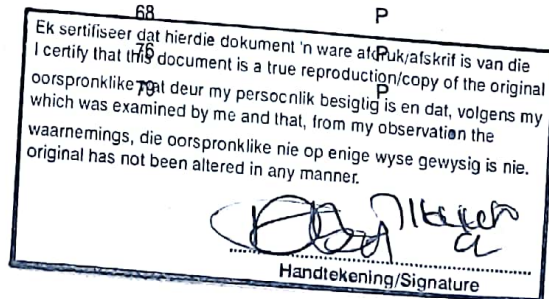 68 P
Ek sertifiseer dat hierdie dokument 'n ware afdruk/afskrif is van die
76 P
I certify that this document is a true reproduction/copy of the original
79 P
oorspronklike wat deur my persoonlik besigtig is en dat, volgens my
which was examined by me and that, from my observation the
waarnemings, die oorspronklike nie op enige wyse gewysig is nie.
original has not been altered in any manner.
Handtekening/Signature